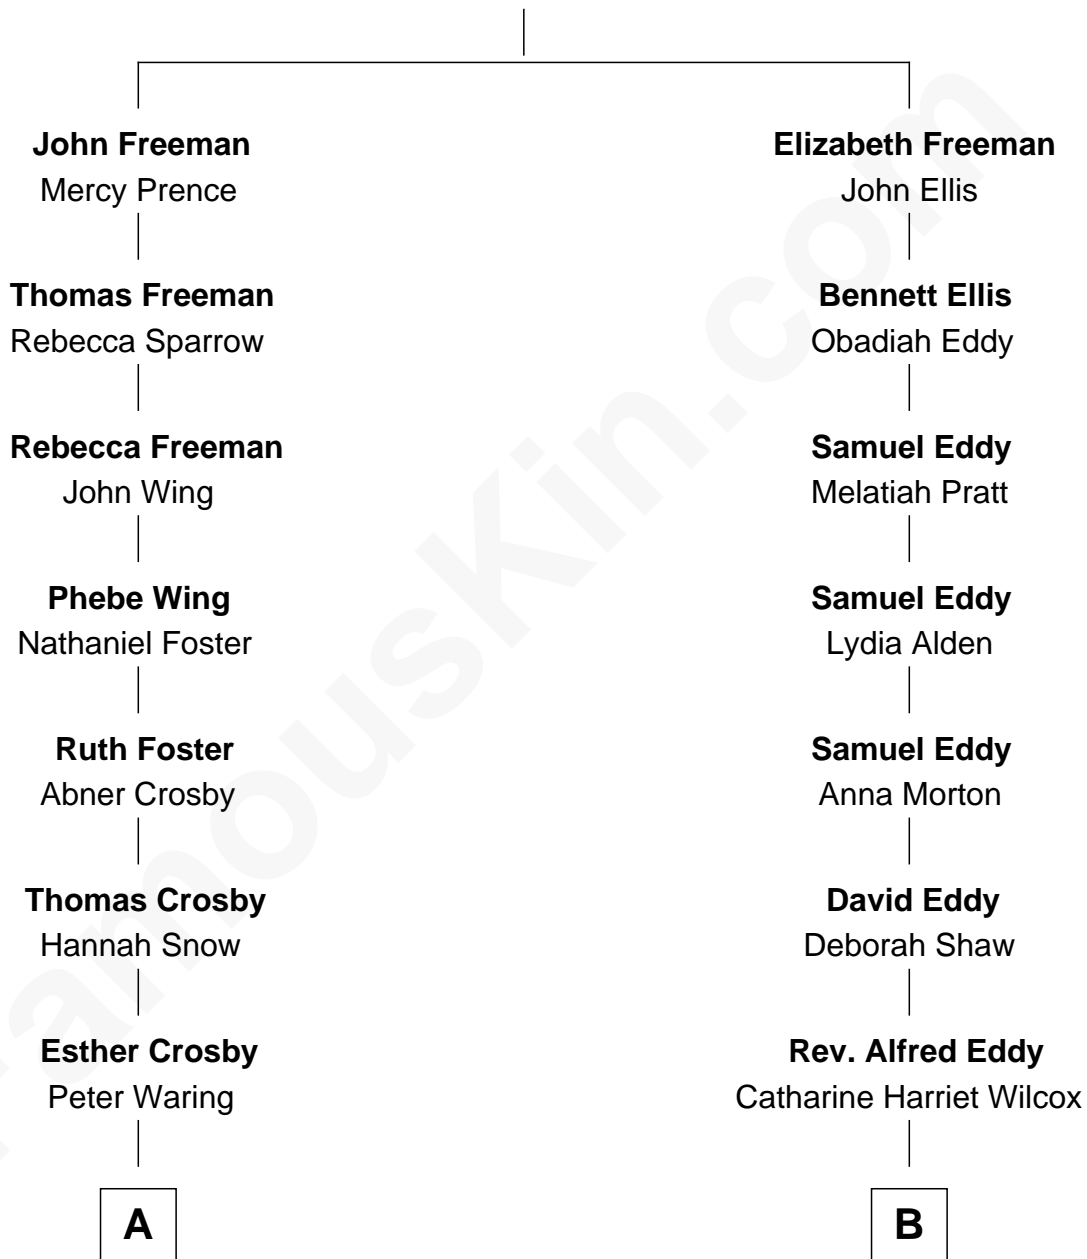 John Freeman
Mercy Prence
Elizabeth Freeman
John Ellis
Thomas Freeman
Rebecca Sparrow
Bennett Ellis
Obadiah Eddy
Rebecca Freeman
John Wing
Samuel Eddy
Melatiah Pratt
Phebe Wing
Nathaniel Foster
Samuel Eddy
Lydia Alden
Ruth Foster
Abner Crosby
Samuel Eddy
Anna Morton
Thomas Crosby
Hannah Snow
David Eddy
Deborah Shaw
Esther Crosby
Peter Waring
Rev. Alfred Eddy
Catharine Harriet Wilcox
A
B
FamousKin.com